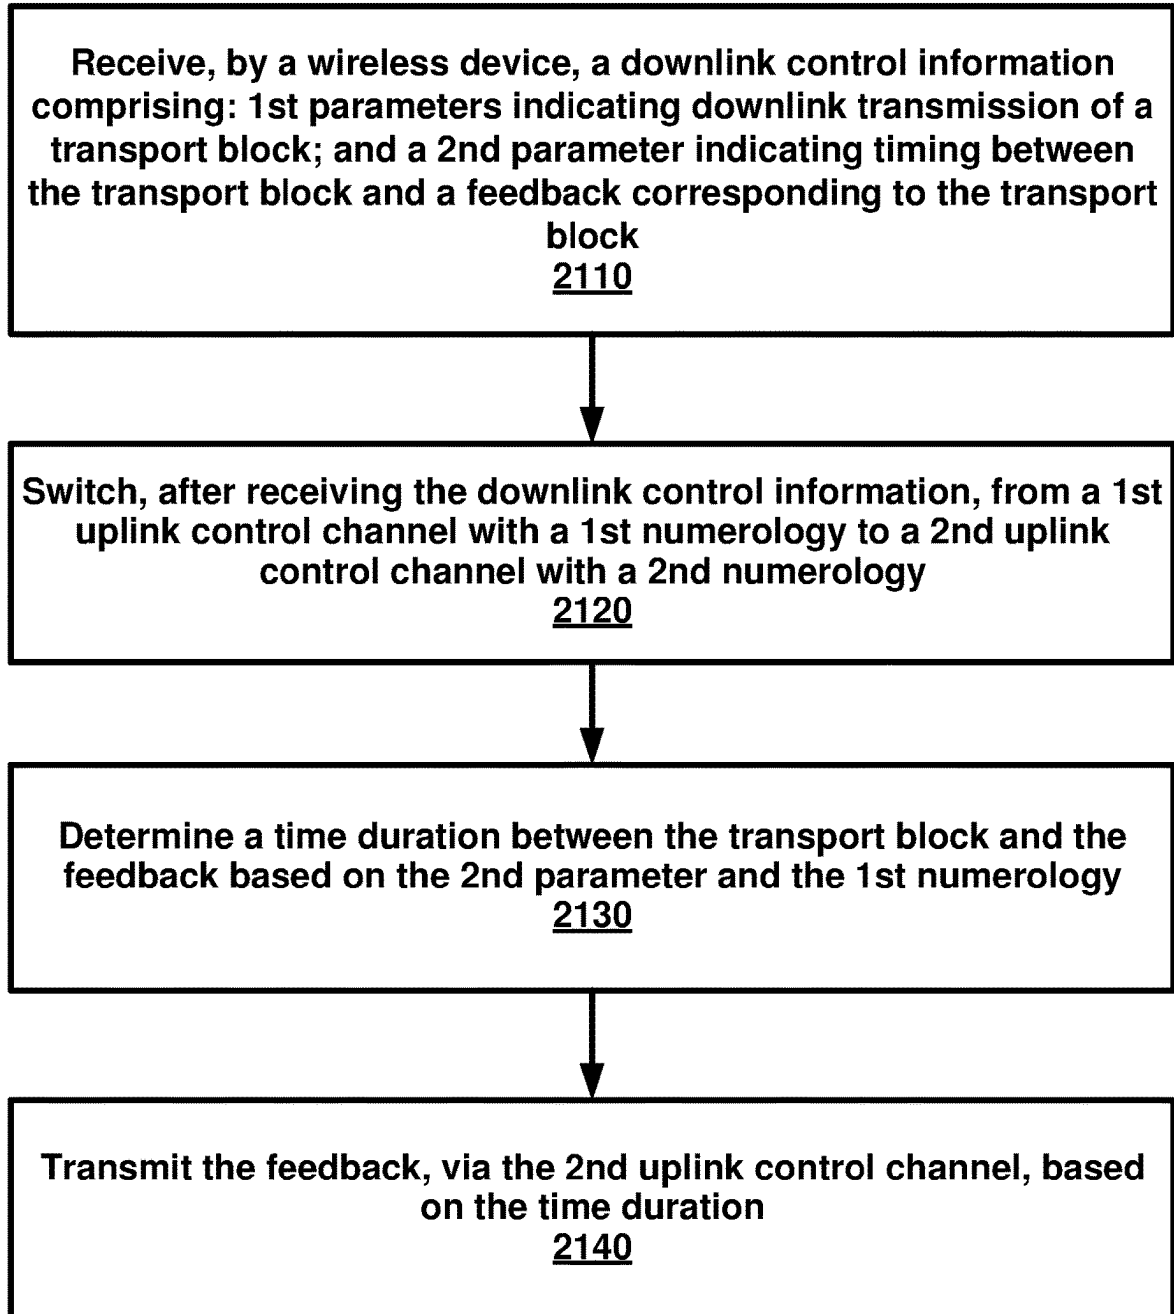 Receive, by a wireless device, a downlink control information
comprising: 1st parameters indicating downlink transmission of a
transport block; and a 2nd parameter indicating timing between
the transport block and a feedback corresponding to the transport
block
2110
Switch, after receiving the downlink control information, from a 1st
uplink control channel with a 1st numerology to a 2nd uplink
control channel with a 2nd numerology
2120
Determine a time duration between the transport block and the
feedback based on the 2nd parameter and the 1st numerology
2130
Transmit the feedback, via the 2nd uplink control channel, based
on the time duration
2140